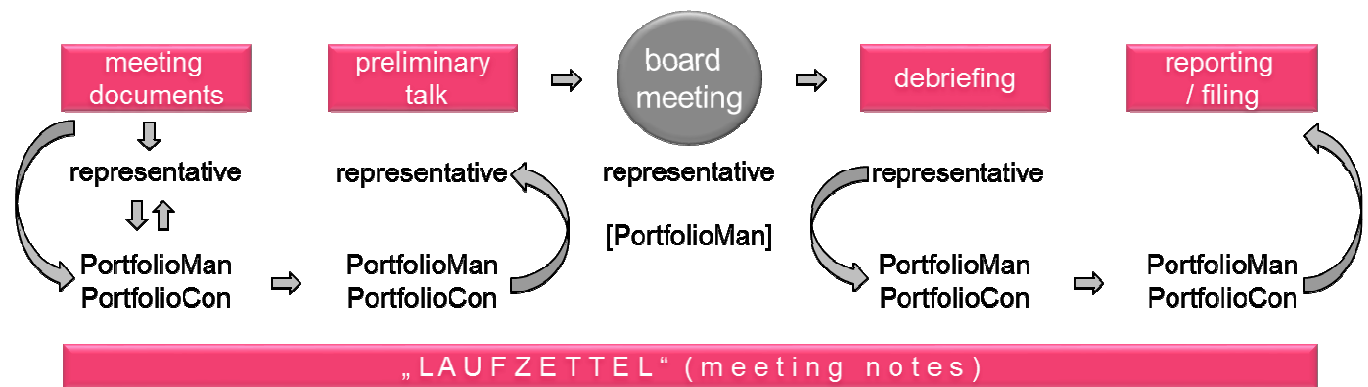 meeting
documents
representative
PortfolioMan
PortfolioCon
preliminary
talk
representative
PortfolioMan
PortfolioCon
board
meeting
representative
[PortfolioMan]
debriefing
representative
PortfolioMan
PortfolioCon
reporting
/ filing
PortfolioMan
PortfolioCon
„LAUFZETTEL“ (meeting notes)